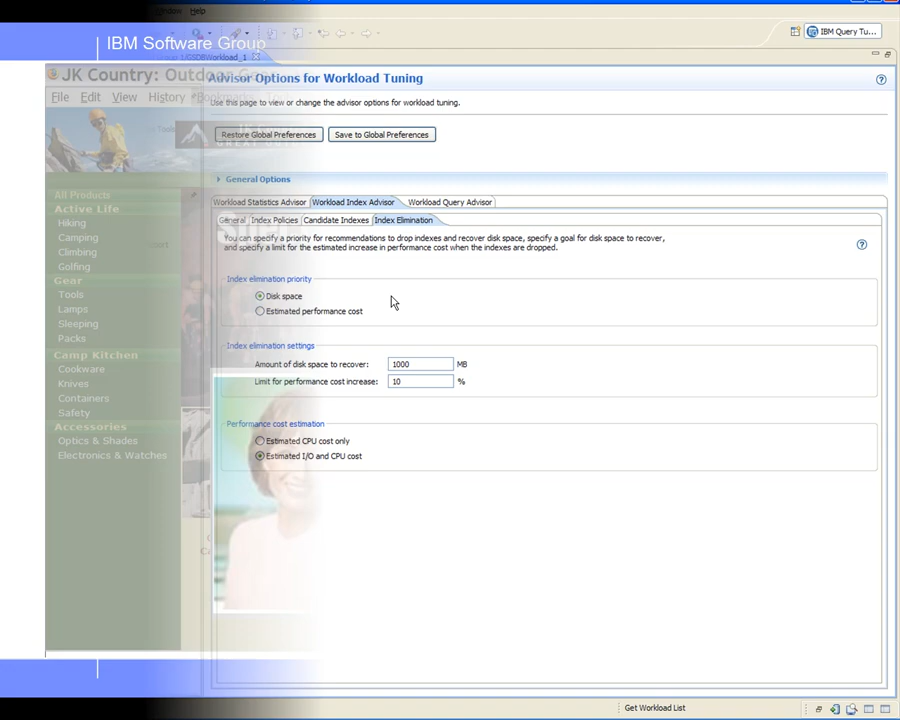 Window Help
IBM Query Tu...
IBM Software Group
GSDBWorkload_1
JK Country: Outdoor
Advisor Options for Workload Tuning
File Edit View History Bookmarks
Use this page to view or change the advisor options for workload tuning.
Restore Global Preferences Save to Global Preferences
General Options
All Products
Active Life
Hiking
Camping
Climbing
Golfing
Gear
Tools
Lamps
Sleeping
Packs
Camp Kitchen
Cookware
Knives
Containers
Safety
Accessories
Optics & Shades
Electronics & Watches
Workload Statistics Advisor Workload Index Advisor Workload Query Advisor
General Index Policies Candidate Indexes Index Elimination
You can specify a priority for recommendations to drop indexes and recover disk space, specify a goal for disk space to recover,
and specify a limit for the estimated increase in performance cost when the indexes are dropped.
Index elimination priority
Disk space
Estimated performance cost
Index elimination settings
Amount of disk space to recover: 1000 MB
Limit for performance cost increase: 10 %
Performance cost estimation
Estimated CPU cost only
Estimated I/O and CPU cost
Get Workload List